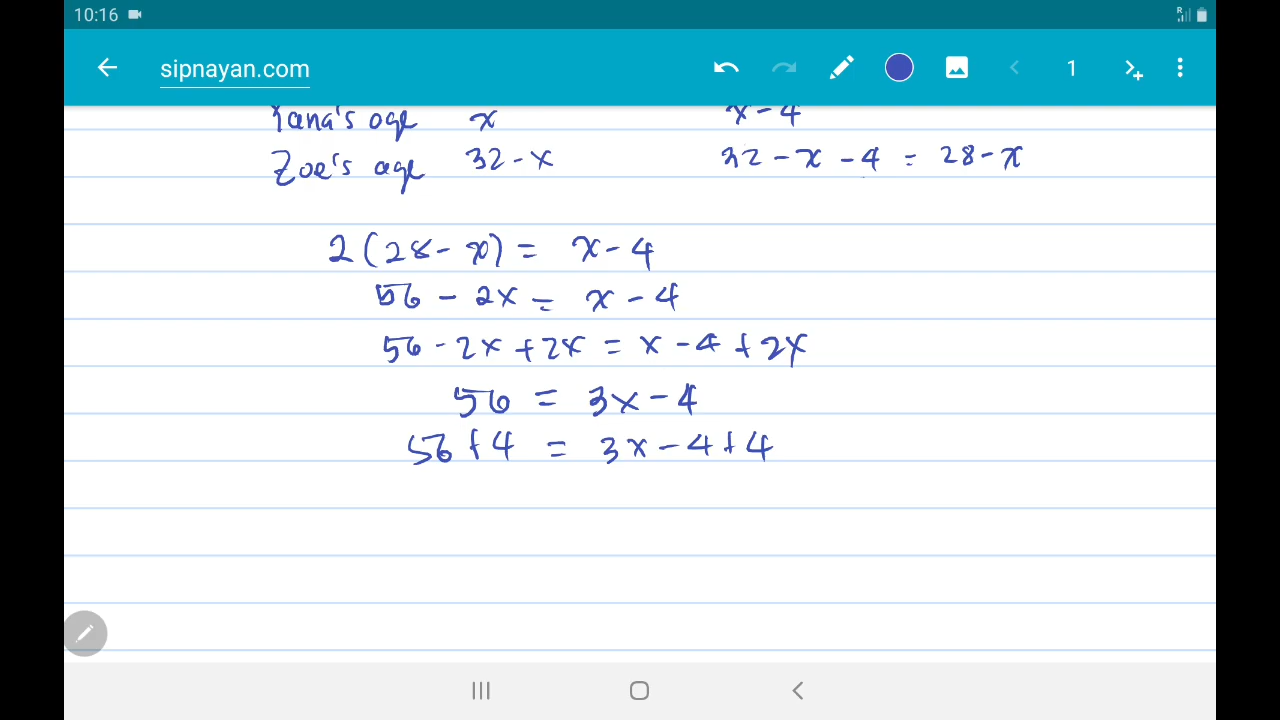 10:16
sipnayan.com
1
age x x - 4
Zoe's age 32 - x 32 - x - 4 = 28 - x
2(28 - x) = x - 4
56 - 2x = x - 4
56 - 2x + 2x = x - 4 + 2x
56 = 3x - 4
56 + 4 = 3x - 4 + 4